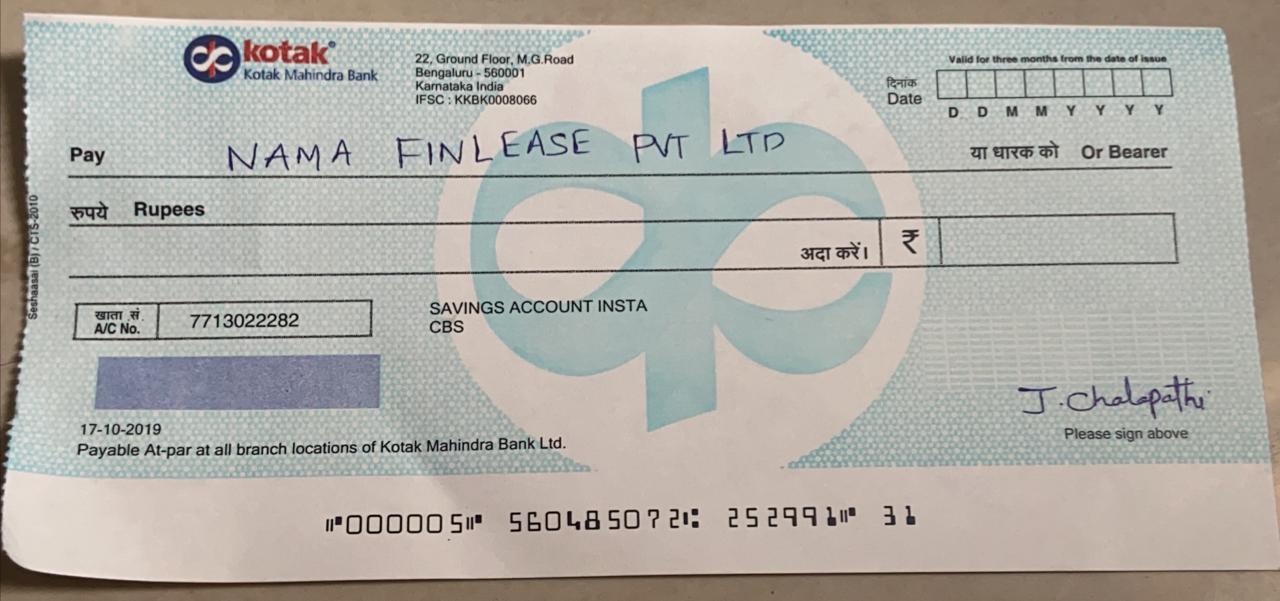 kotak
Kotak Mahindra Bank
22, Ground Floor, M.G.Road
Bengaluru - 560001
Karnataka India
IFSC : KKBK0008066
Valid for three months from the date of issue
दिनांक
Date
D D M M Y Y Y Y
Pay NAMA FINLEASE PVT LTD या धारक को Or Bearer
रुपये Rupees
अदा करें। ₹
खाता सं.
A/C No. 7713022282
SAVINGS ACCOUNT INSTA
CBS
J. Chalapathi
Please sign above
17-10-2019
Payable At-par at all branch locations of Kotak Mahindra Bank Ltd.
Seshaasai (B) / CTS-2010
⑈000005⑈ 560485072⑆ 252991⑈ 31